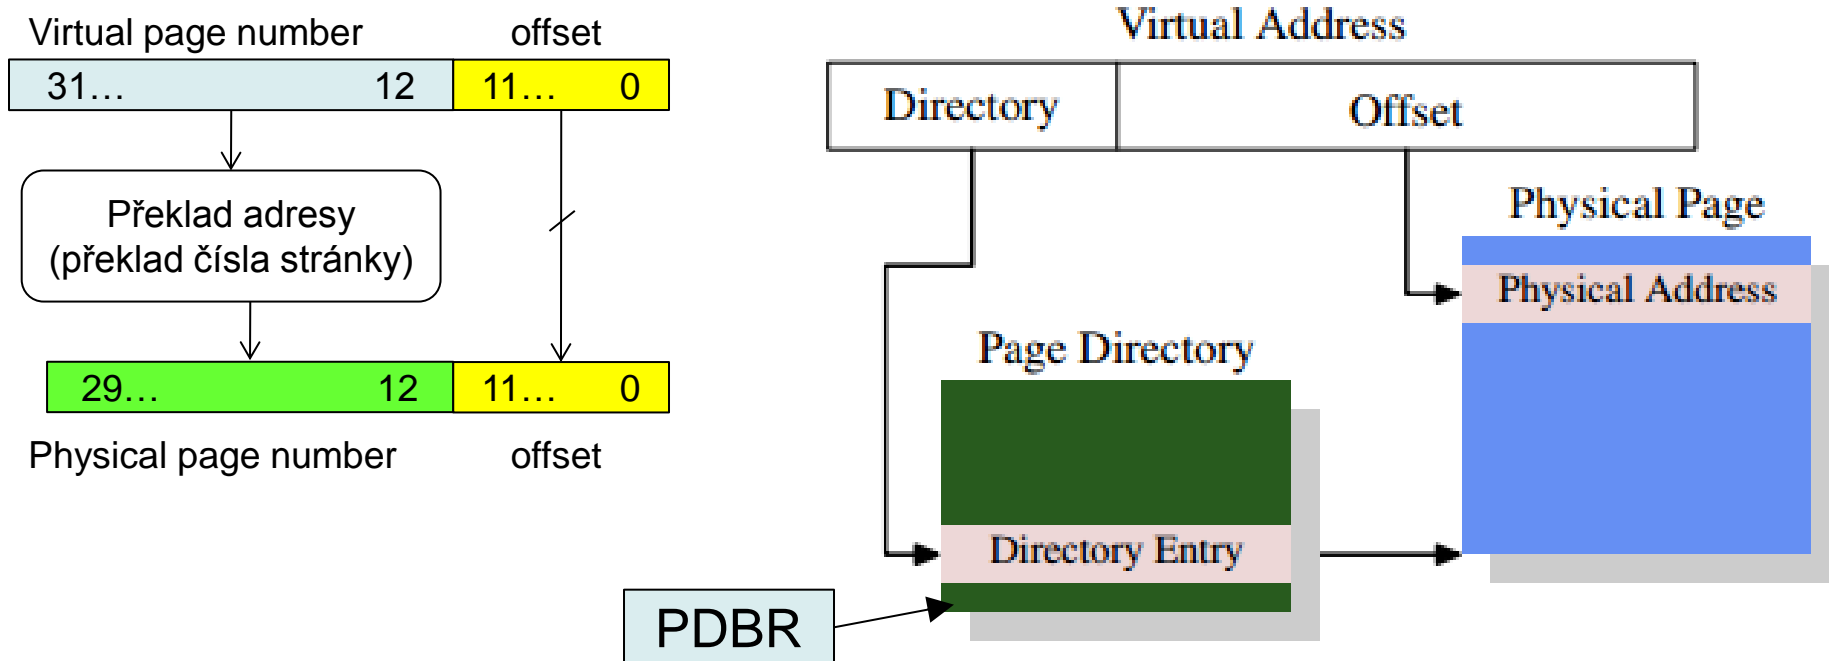 Virtual page number offset
31... 12 11... 0
Překlad adresy
(překlad čísla stránky)
29... 12 11... 0
Physical page number offset
Virtual Address
Directory Offset
Physical Page
Physical Address
Page Directory
Directory Entry
PDBR